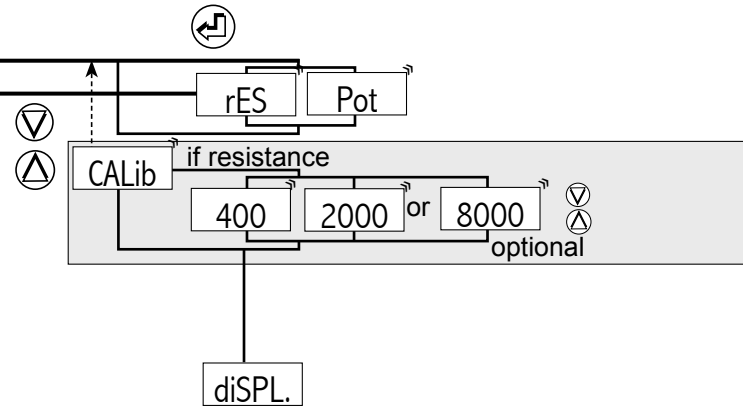 rES Pot
if resistance
CALib
400 2000 or 8000
optional
diSPL.